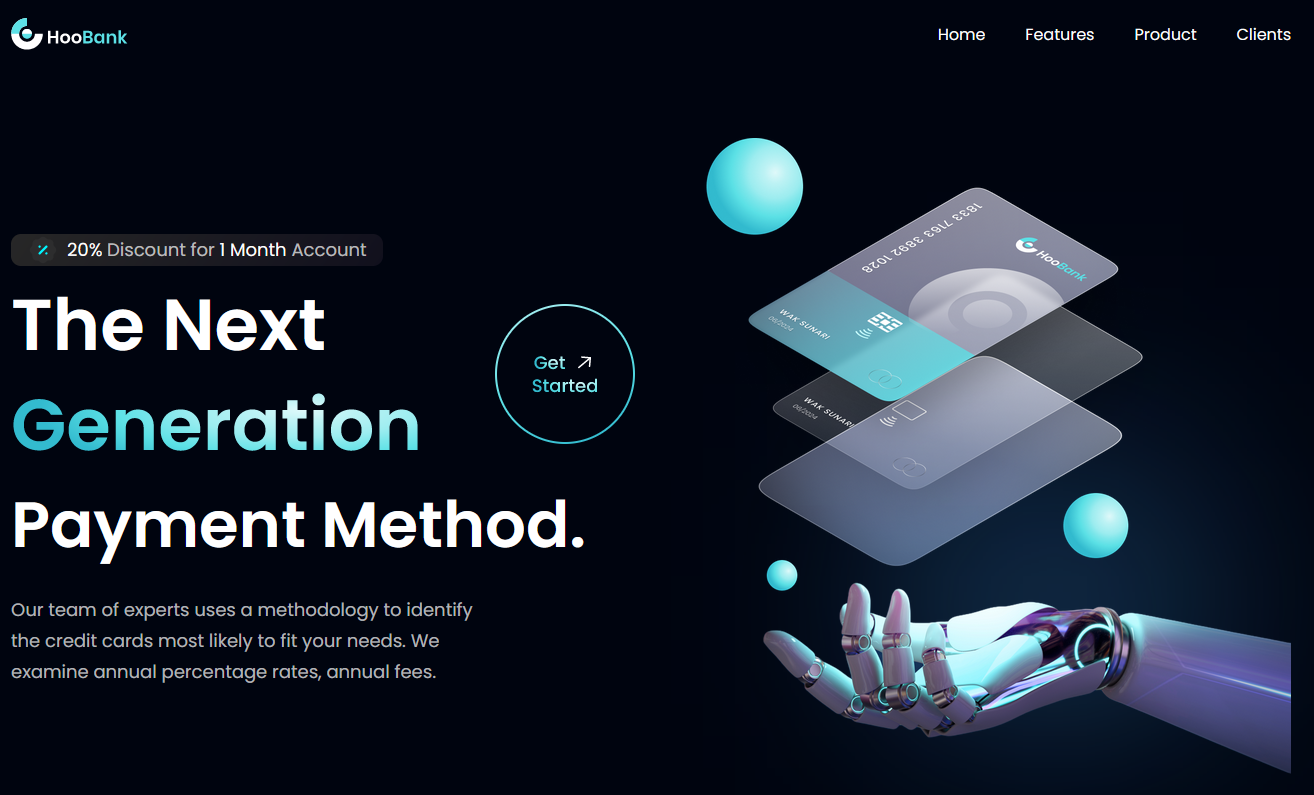 HooBank
Home Features Product Clients
20% Discount for 1 Month Account
The Next
Generation
Payment Method.
Get
Started
Our team of experts uses a methodology to identify
the credit cards most likely to fit your needs. We
examine annual percentage rates, annual fees.
1833 7163 3892 1028
HooBank
WAK SUNARI
06/2024
WAK SUNARI
06/2024